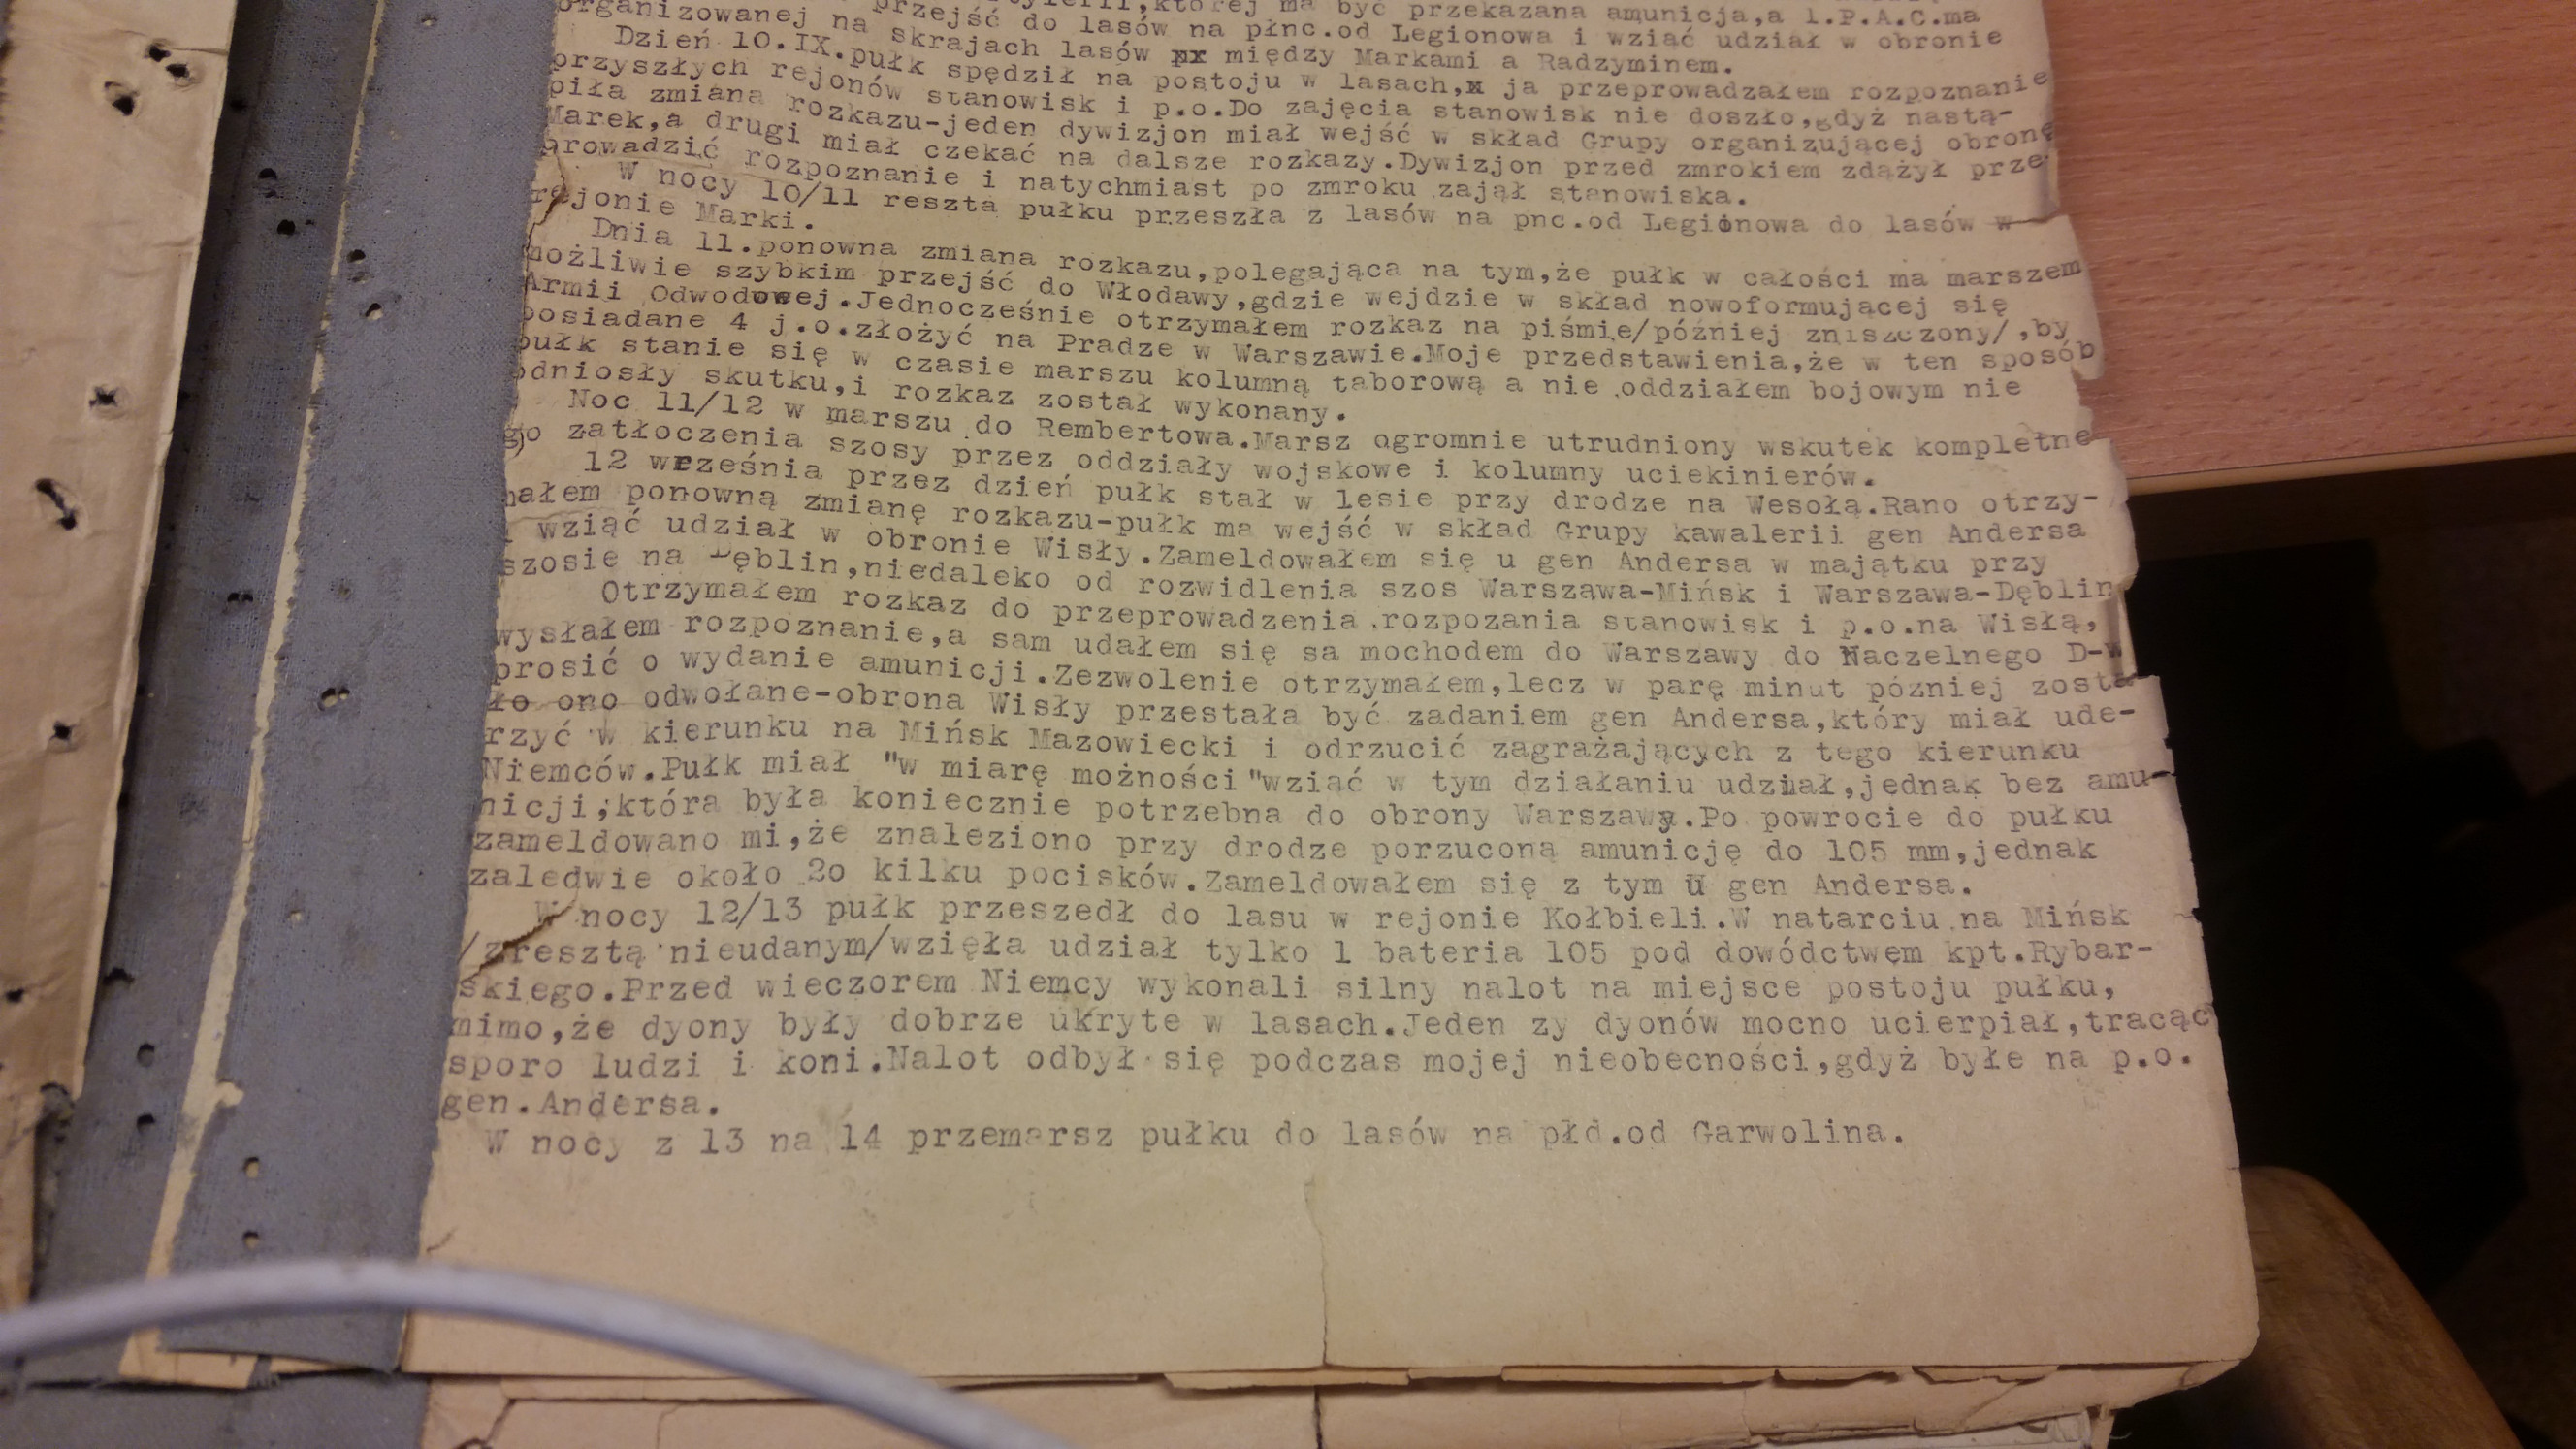 której ma być przekazana amunicja,a 1.P.A.C.ma
przejść do lasów na płnc.od Legionowa i wziąć udział w obronie
organizowanej na skrajach lasów px między Markami a Radzyminem.
Dzień 10.IX.pułk spędził na postoju w lasach,x ja przeprowadzałem rozpoznanie
przyszłych rejonów stanowisk i p.o.Do zajęcia stanowisk nie doszło,gdyż nastą-
piła zmiana rozkazu-jeden dywizjon miał wejść w skład Grupy organizującej obronę
Marek,a drugi miał czekać na dalsze rozkazy.Dywizjon przed zmrokiem zdążył prze
prowadzić rozpoznanie i natychmiast po zmroku zajął stanowiska.
W nocy 10/11 reszta pułku przeszła z lasów na pnc.od Legionowa do lasów w
rejonie Marki.
Dnia 11.ponowna zmiana rozkazu,polegająca na tym,że pułk w całości ma marszem
możliwie szybkim przejść do Włodawy,gdzie wejdzie w skład nowoformującej się
Armii Odwodowej.Jednocześnie otrzymałem rozkaz na piśmie/później zniszczony/,by
posiadane 4 j.o.złożyć na Pradze w Warszawie.Moje przedstawienia,że w ten sposób
pułk stanie się w czasie marszu kolumną taborową a nie oddziałem bojowym nie
odniosły skutku,i rozkaz został wykonany.
Noc 11/12 w marszu do Rembertowa.Marsz ogromnie utrudniony wskutek kompletne
go zatłoczenia szosy przez oddziały wojskowe i kolumny uciekinierów.
12 września przez dzień pułk stał w lesie przy drodze na Wesołą.Rano otrzy-
małem ponowną zmianę rozkazu-pułk ma wejść w skład Grupy kawalerii gen Andersa
i wziąć udział w obronie Wisły.Zameldowałem się u gen Andersa w majątku przy
szosie na Dęblin,niedaleko od rozwidlenia szos Warszawa-Mińsk i Warszawa-Dęblin
Otrzymałem rozkaz do przeprowadzenia rozpozania stanowisk i p.o.na Wisłą,
wysłałem rozpoznanie,a sam udałem się sa mochodem do Warszawy do Naczelnego D-w
prosić o wydanie amunicji.Zezwolenie otrzymałem,lecz w parę minut pózniej zosta
ło ono odwołane-obrona Wisły przestała być zadaniem gen Andersa,który miał ude-
rzyć w kierunku na Mińsk Mazowiecki i odrzucić zagrażających z tego kierunku
Niemców.Pułk miał "w miarę możności"wziąć w tym działaniu udział,jednak bez amu-
nicji,która była koniecznie potrzebna do obrony Warszawy.Po powrocie do pułku
zameldowano mi,że znaleziono przy drodze porzuconą amunicję do 105 mm,jednak
zaledwie około 2o kilku pocisków.Zameldowałem się z tym U gen Andersa.
W nocy 12/13 pułk przeszedł do lasu w rejonie Kołbieli.W natarciu na Mińsk
/zresztą nieudanym/wzięła udział tylko 1 bateria 105 pod dowództwem kpt.Rybar-
skiego.Przed wieczorem Niemcy wykonali silny nalot na miejsce postoju pułku,
mimo,że dyony były dobrze ukryte w lasach.Jeden zy dyonów mocno ucierpiał,tracąc
sporo ludzi i koni.Nalot odbył się podczas mojej nieobecności,gdyż byłe na p.o.
gen.Andersa.
W nocy z 13 na 14 przemarsz pułku do lasów na płd.od Garwolina.